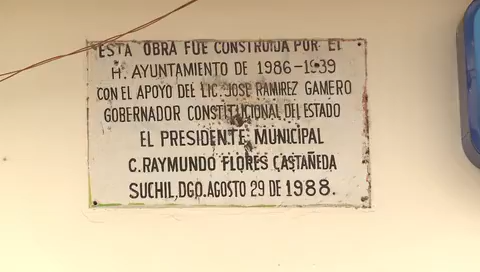 ESTA OBRA FUE CONSTRUIDA POR EL
H. AYUNTAMIENTO DE 1986-1939
CON EL APOYO DEL LIC. JOSE RAMIREZ GAMERO
GOBERNADOR CONSTITUCIONAL DEL ESTADO
EL PRESIDENTE MUNICIPAL
C. RAYMUNDO FLORES CASTAÑEDA
SUCHIL, DGO. AGOSTO 29 DE 1988.